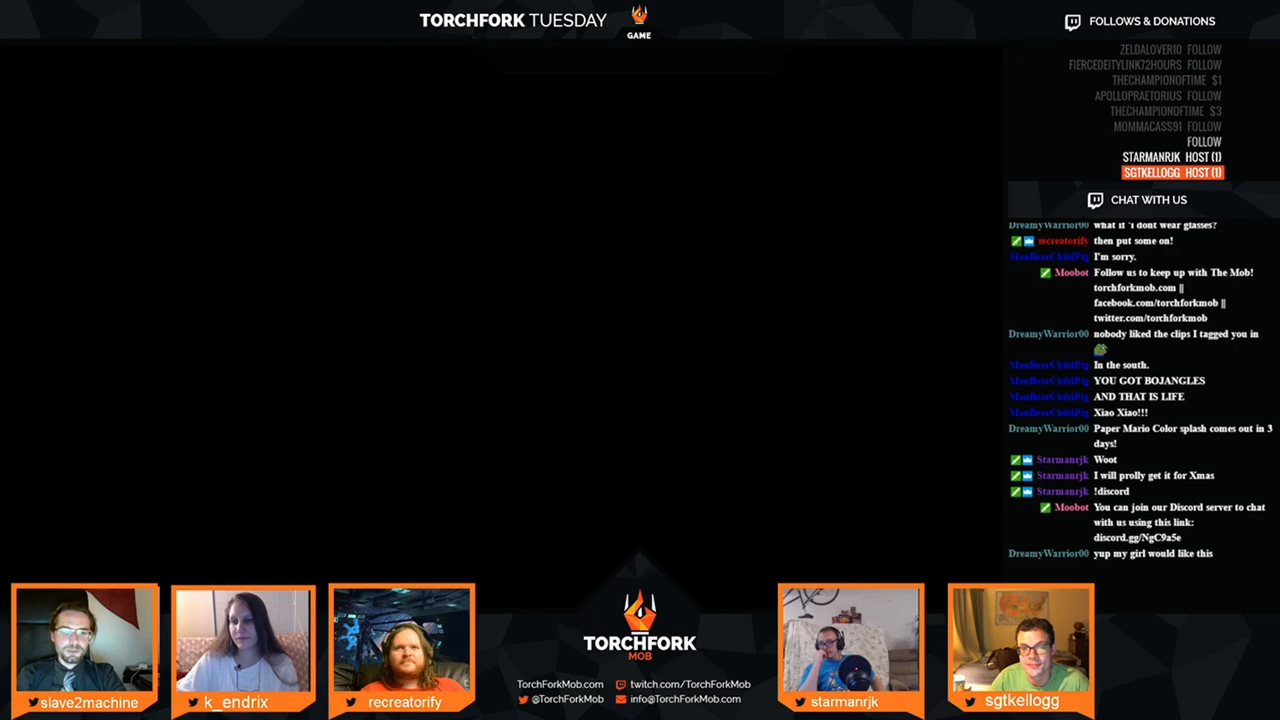 TORCHFORK TUESDAY
GAME
FOLLOWS & DONATIONS
ZELDALOVER10 FOLLOW
FIERCEDEITYLINK72HOURS FOLLOW
THECHAMPIONOFTIME $1
APOLLOPRAETORIUS FOLLOW
THECHAMPIONOFTIME $3
MOMMACASS91 FOLLOW
FOLLOW
STARMANRJK HOST (1)
SGTKELLOGG HOST (1)
CHAT WITH US
DreamyWarrior00 what if 'i dont wear glasses?
recreatorify then put some on!
ManBearChildPig I'm sorry.
Moobot Follow us to keep up with The Mob!
torchforkmob.com ||
facebook.com/torchforkmob ||
twitter.com/torchforkmob
DreamyWarrior00 nobody liked the clips I tagged you in
ManBearChildPig In the south.
ManBearChildPig YOU GOT BOJANGLES
ManBearChildPig AND THAT IS LIFE
ManBearChildPig Xiao Xiao!!!
DreamyWarrior00 Paper Mario Color splash comes out in 3
days!
Starmanrjk Woot
Starmanrjk I will prolly get it for Xmas
Starmanrjk !discord
Moobot You can join our Discord server to chat
with us using this link:
discord.gg/NgC9a5e
DreamyWarrior00 yup my girl would like this
slave2machine
k_endrix
recreatorify
TORCHFORK
MOB
TorchForkMob.com twitch.com/TorchForkMob
@TorchForkMob info@TorchForkMob.com
starmanrjk
sgtkellogg